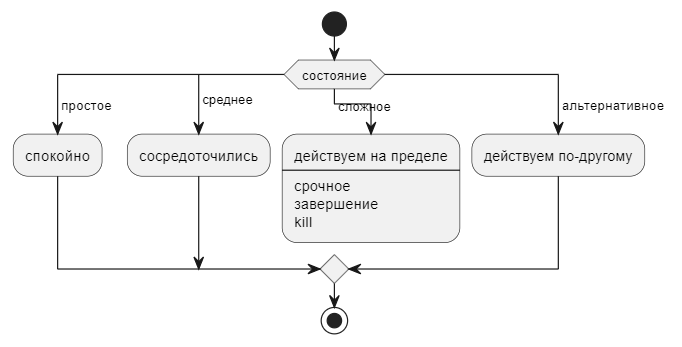 состояние
простое
среднее
сложное
альтернативное
спокойно
сосредоточились
действуем на пределе
срочное
завершение
kill
действуем по-другому